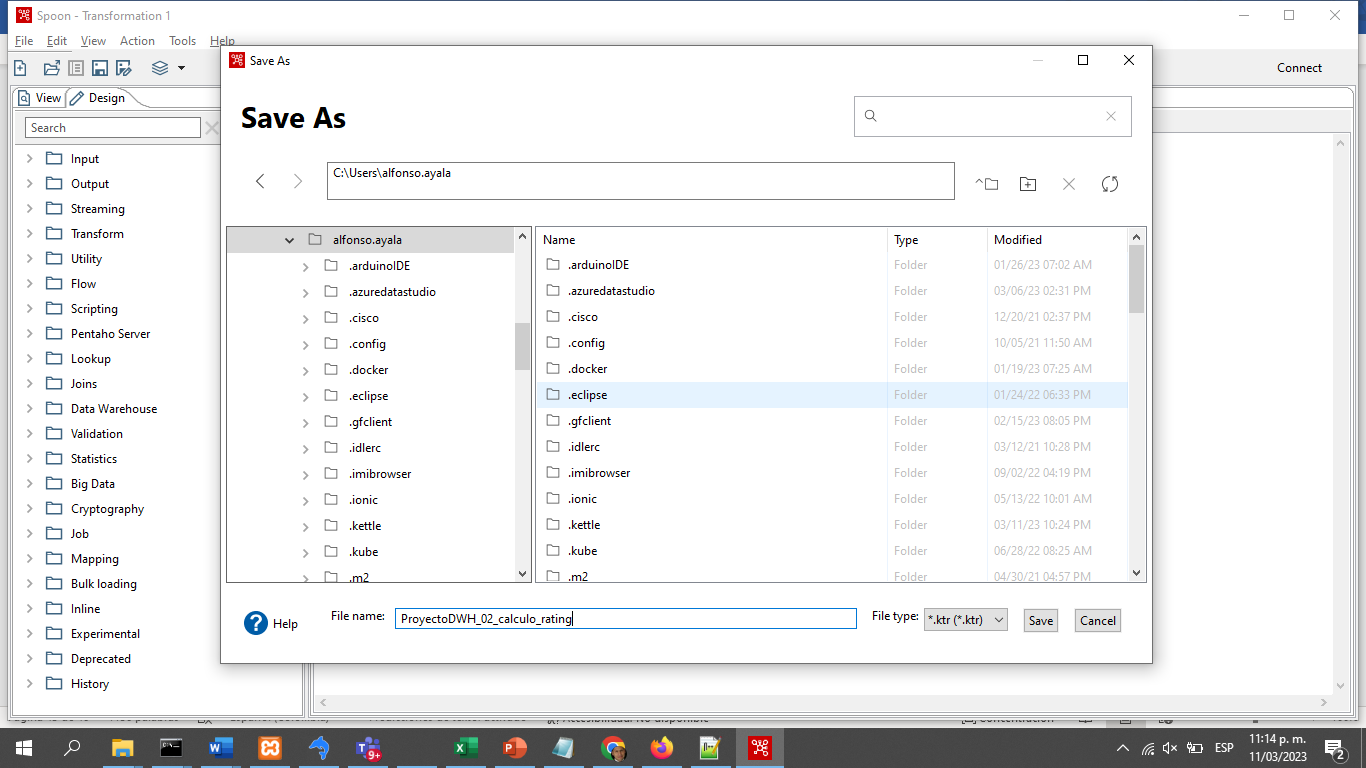 Spoon - Transformation 1
File Edit View Action Tools Help
Connect
View Design
Search
Input
Output
Streaming
Transform
Utility
Flow
Scripting
Pentaho Server
Lookup
Joins
Data Warehouse
Validation
Statistics
Big Data
Cryptography
Job
Mapping
Bulk loading
Inline
Experimental
Deprecated
History
Save As
Save As
C:\Users\alfonso.ayala
alfonso.ayala
.arduinoIDE
.azuredatastudio
.cisco
.config
.docker
.eclipse
.gfclient
.idlerc
.imibrowser
.ionic
.kettle
.kube
.m2
Name Type Modified
.arduinoIDE Folder 01/26/23 07:02 AM
.azuredatastudio Folder 03/06/23 02:31 PM
.cisco Folder 12/20/21 02:37 PM
.config Folder 10/05/21 11:50 AM
.docker Folder 01/19/23 07:25 AM
.eclipse Folder 01/24/22 06:33 PM
.gfclient Folder 02/15/23 08:05 PM
.idlerc Folder 03/12/21 10:28 PM
.imibrowser Folder 09/02/22 04:19 PM
.ionic Folder 05/13/22 10:01 AM
.kettle Folder 03/11/23 10:24 PM
.kube Folder 06/28/22 08:25 AM
.m2 Folder 04/30/21 04:57 PM
Help File name: ProyectoDWH_02_calculo_rating File type: *.ktr (*.ktr) Save Cancel
9+
ESP
11:14 p. m.
11/03/2023
2